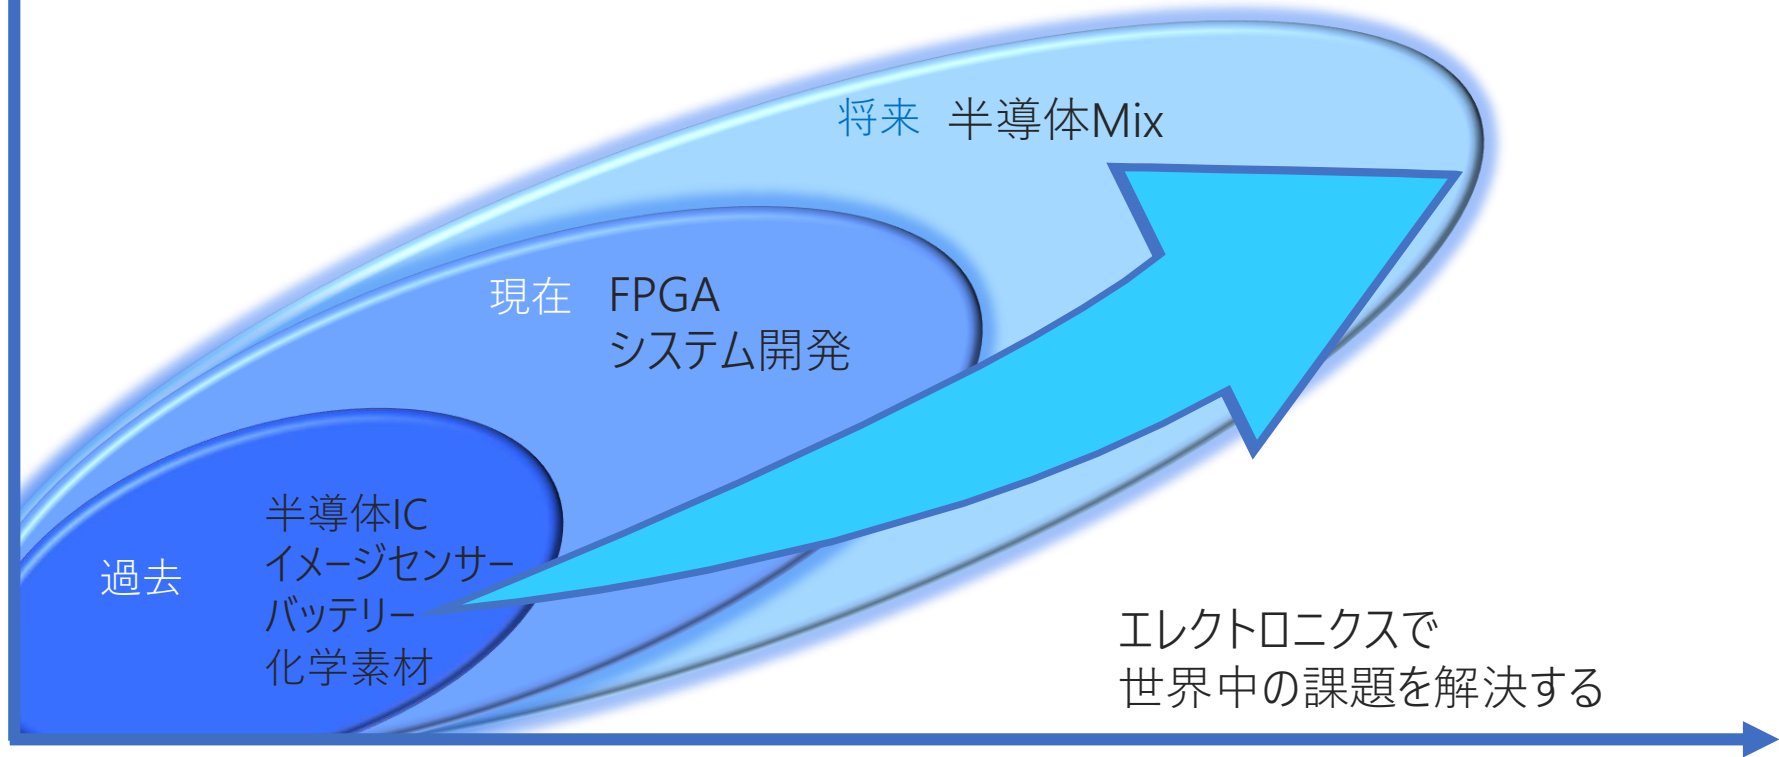 将来 半導体Mix
現在 FPGA
システム開発
過去
半導体IC
イメージセンサー
バッテリー
化学素材
エレクトロニクスで
世界中の課題を解決する